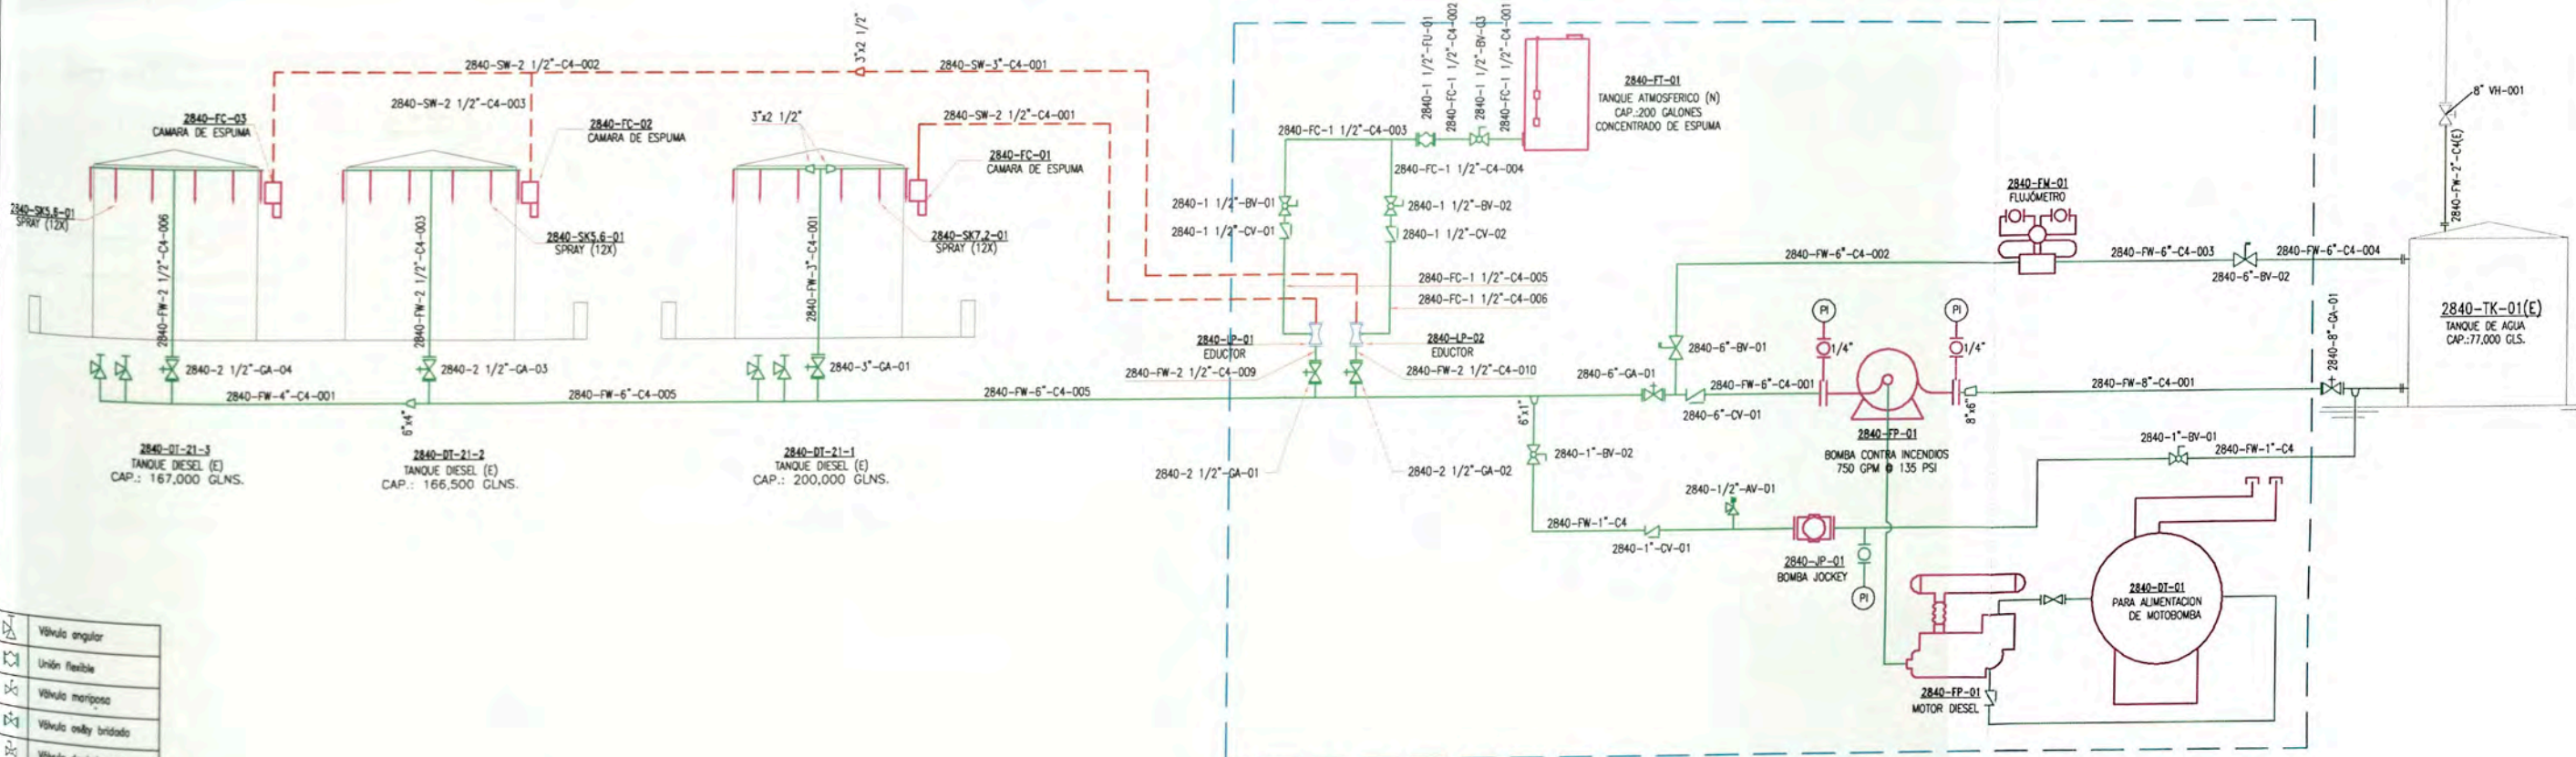 3"x2 1/2"
2840-SW-2 1/2"-C4-002
2840-SW-3"-C4-001
2840-SW-2 1/2"-C4-003
2840-FC-03
CAMARA DE ESPUMA
2840-FC-02
CAMARA DE ESPUMA
3"x2 1/2"
2840-SW-2 1/2"-C4-001
2840-FC-01
CAMARA DE ESPUMA
2840-SK5,6-01
SPRAY (12X)
2840-FW-2 1/2"-C4-006
2840-FW-2 1/2"-C4-003
2840-SK5,6-01
SPRAY (12X)
2840-FW-3"-C4-001
2840-SK7,2-01
SPRAY (12X)
2840-2 1/2"-GA-04
2840-2 1/2"-GA-03
2840-3"-GA-01
2840-FW-4"-C4-001
6"x4"
2840-FW-6"-C4-005
2840-FW-6"-C4-005
2840-DT-21-3
TANQUE DIESEL (E)
CAP.: 167,000 GLNS.
2840-DT-21-2
TANQUE DIESEL (E)
CAP.: 166,500 GLNS.
2840-DT-21-1
TANQUE DIESEL (E)
CAP.: 200,000 GLNS.
2840-1 1/2"-FU-01
2840-FC-1 1/2"-C4-002
2840-1 1/2"-BV-03
2840-FC-1 1/2"-C4-001
2840-FT-01
TANQUE ATMOSFERICO (N)
CAP.:200 GALONES
CONCENTRADO DE ESPUMA
2840-FC-1 1/2"-C4-003
2840-FC-1 1/2"-C4-004
2840-1 1/2"-BV-01
2840-1 1/2"-BV-02
2840-1 1/2"-CV-01
2840-1 1/2"-CV-02
2840-FC-1 1/2"-C4-005
2840-FC-1 1/2"-C4-006
2840-LP-01
EDUCTOR
2840-LP-02
EDUCTOR
2840-FW-2 1/2"-C4-009
2840-FW-2 1/2"-C4-010
2840-2 1/2"-GA-01
2840-2 1/2"-GA-02
6"x1"
2840-1"-BV-02
2840-FW-1"-C4
2840-1"-CV-01
2840-1/2"-AV-01
2840-JP-01
BOMBA JOCKEY
PI
2840-6"-GA-01
2840-6"-BV-01
2840-6"-CV-01
2840-FW-6"-C4-001
2840-FW-6"-C4-002
PI
1/4"
PI
1/4"
8"x6"
2840-FP-01
BOMBA CONTRA INCENDIOS
750 GPM @ 135 PSI
2840-FM-01
FLUJÓMETRO
2840-FW-6"-C4-003
2840-6"-BV-02
2840-FW-6"-C4-004
2840-FW-8"-C4-001
2840-8"-GA-01
8" VH-001
2840-FW-2"-C4(E)
2840-TK-01(E)
TANQUE DE AGUA
CAP.:77,000 GLS.
2840-1"-BV-01
2840-FW-1"-C4
2840-DT-01
PARA ALIMENTACION
DE MOTOBOMBA
2840-FP-01
MOTOR DIESEL
Válvula angular
Unión flexible
Válvula mariposa
Válvula bridada